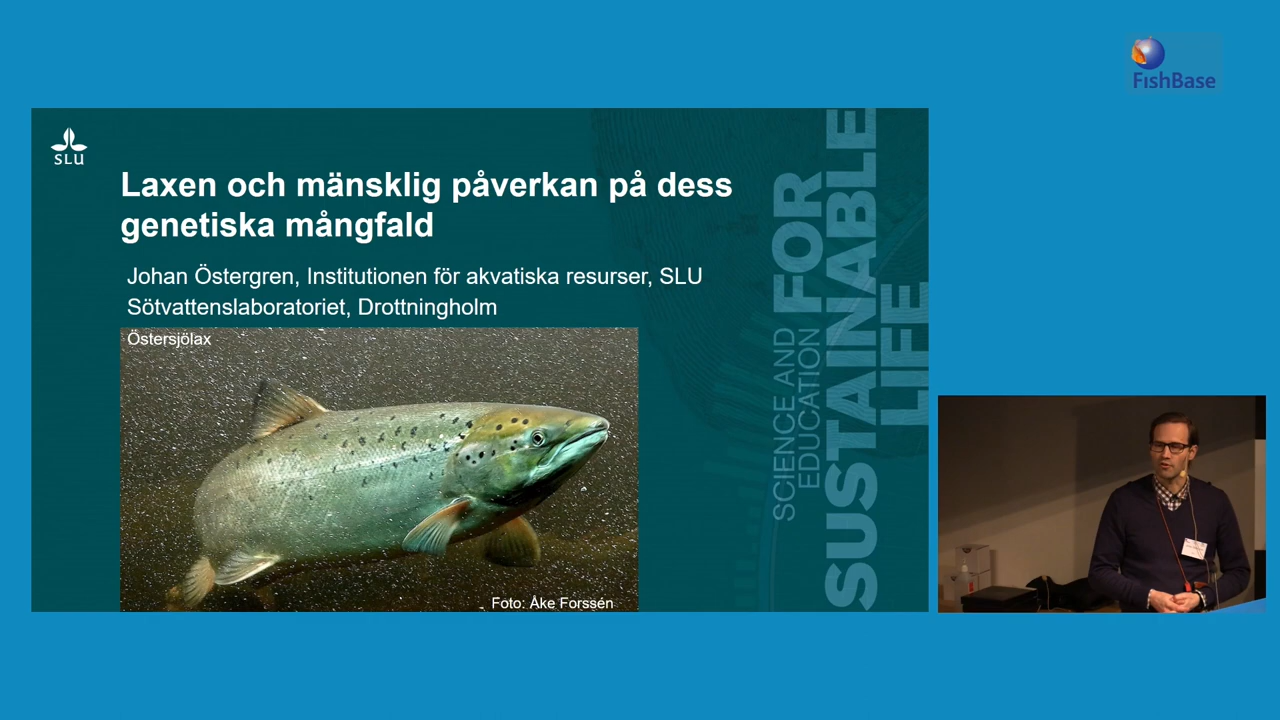 FishBase
SLU
Laxen och mänsklig påverkan på dess
genetiska mångfald
Johan Östergren, Institutionen för akvatiska resurser, SLU
Sötvattenslaboratoriet, Drottningholm
Östersjölax
Foto: Åke Forssén
SCIENCE AND
EDUCATION FOR
SUSTAINABLE
LIFE